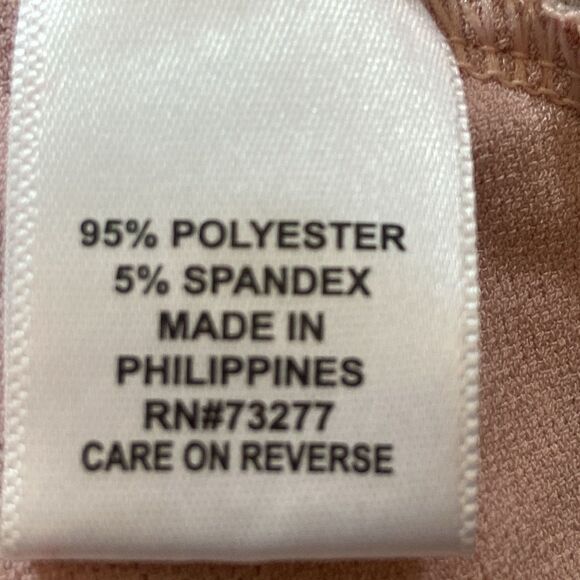 95% POLYESTER
5% SPANDEX
MADE IN
PHILIPPINES
RN#73277
CARE ON REVERSE